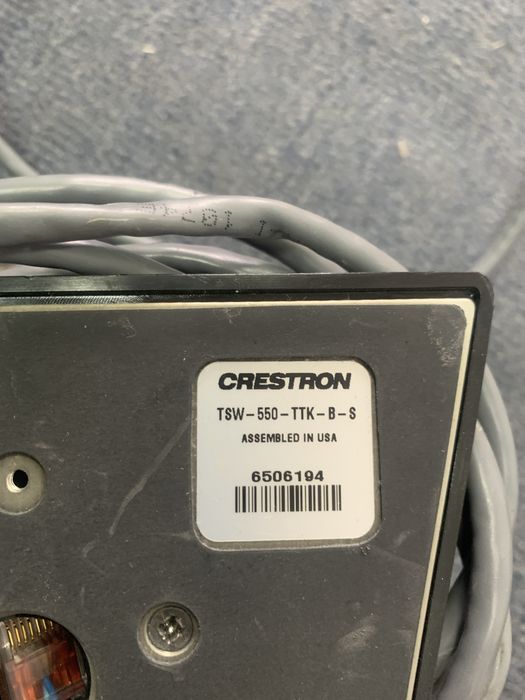 CRESTRON
TSW-550-TTK-B-S
ASSEMBLED IN USA
6506194